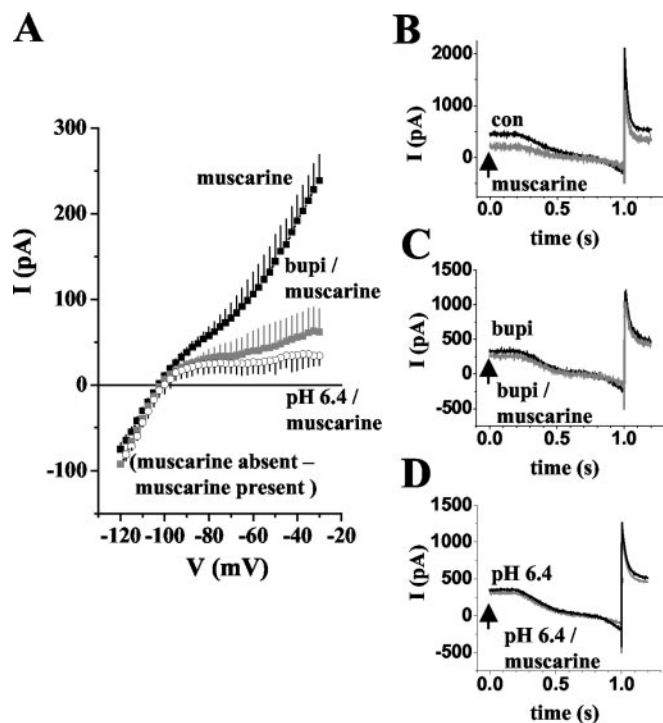 A
300
200
100
0
-100
I (pA)
muscarine
bupi /
muscarine
pH 6.4 /
muscarine
(muscarine absent –
muscarine present )
-120 -100 -80 -60 -40 -20
V (mV)
B
2000
1000
0
I (pA)
con
muscarine
0.0 0.5 1.0
time (s)
C
1500
1000
500
0
-500
I (pA)
bupi
bupi /
muscarine
0.0 0.5 1.0
time (s)
D
1500
1000
500
0
-500
I (pA)
pH 6.4
pH 6.4 /
muscarine
0.0 0.5 1.0
time (s)